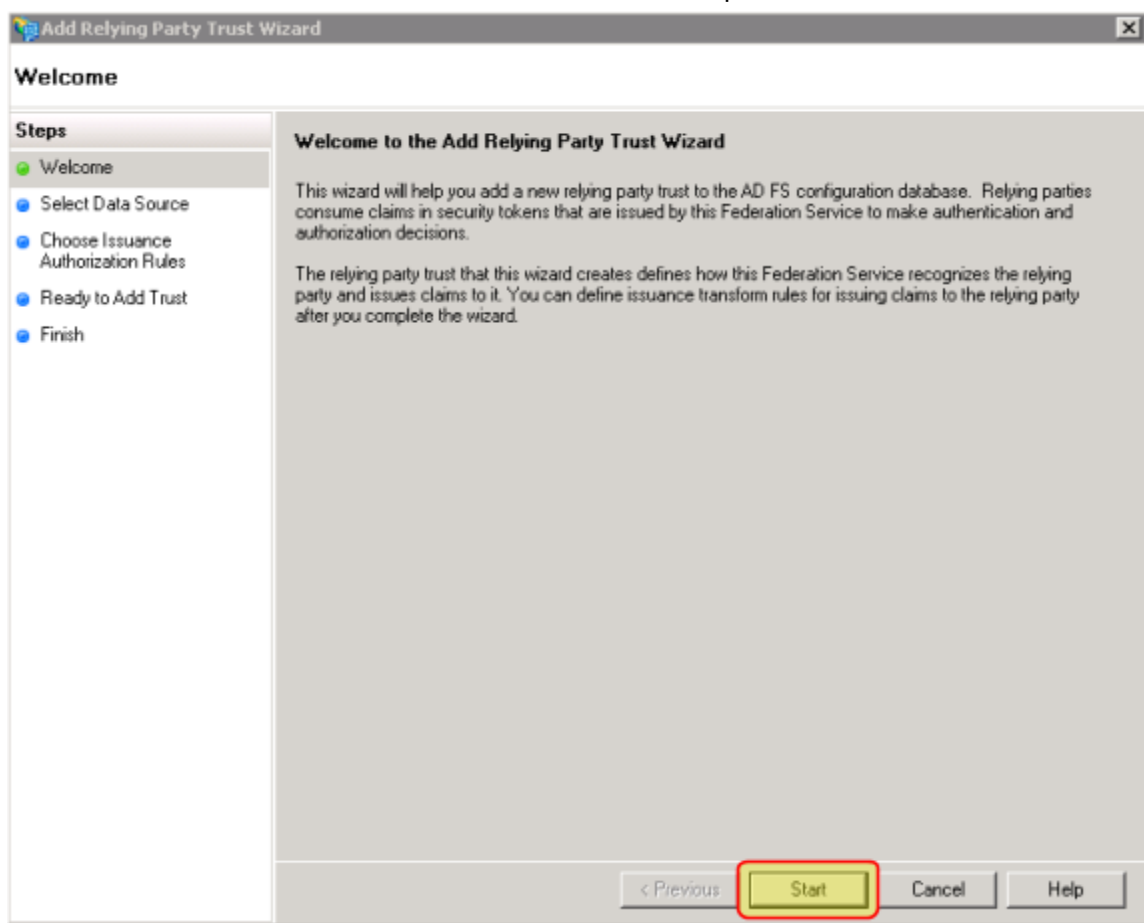 Add Relying Party Trust Wizard
Welcome
Steps
Welcome
Select Data Source
Choose Issuance
Authorization Rules
Ready to Add Trust
Finish
Welcome to the Add Relying Party Trust Wizard
This wizard will help you add a new relying party trust to the AD FS configuration database.  Relying parties
consume claims in security tokens that are issued by this Federation Service to make authentication and
authorization decisions.
The relying party trust that this wizard creates defines how this Federation Service recognizes the relying
party and issues claims to it. You can define issuance transform rules for issuing claims to the relying party
after you complete the wizard.
< Previous
Start
Cancel
Help